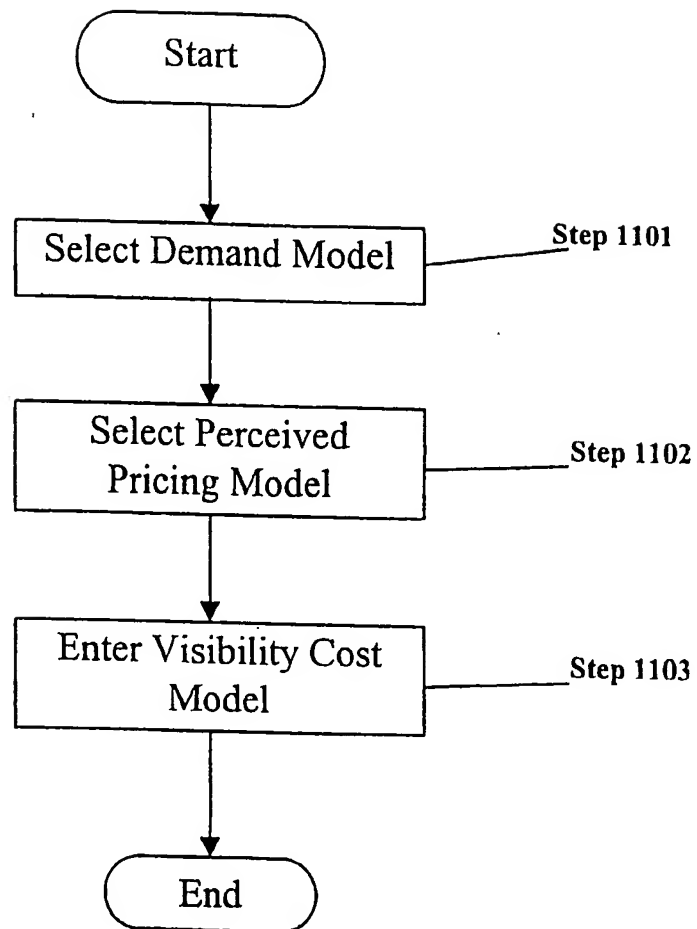 Start
Select Demand Model
Step 1101
Select Perceived
Pricing Model
Step 1102
Enter Visibility Cost
Model
Step 1103
End